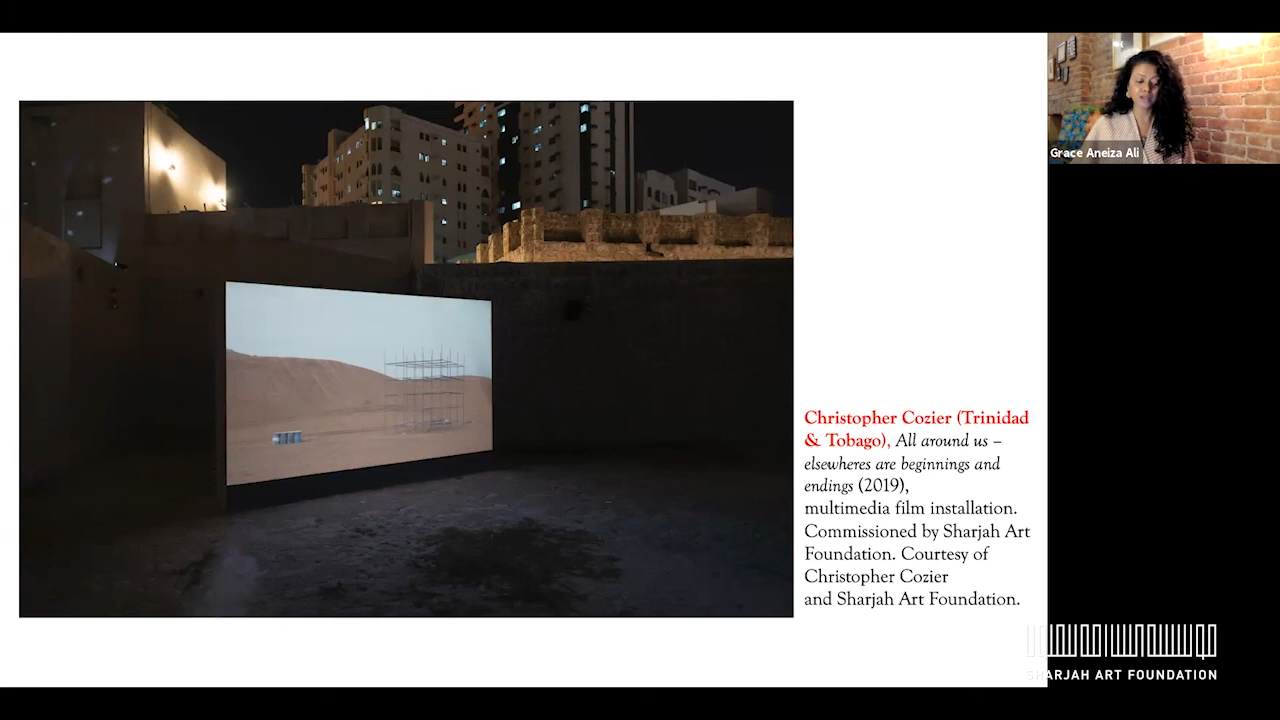 Grace Aneiza Ali
Christopher Cozier (Trinidad
& Tobago), All around us –
elsewheres are beginnings and
endings (2019),
multimedia film installation.
Commissioned by Sharjah Art
Foundation. Courtesy of
Christopher Cozier
and Sharjah Art Foundation.
SHARJAH ART FOUNDATION